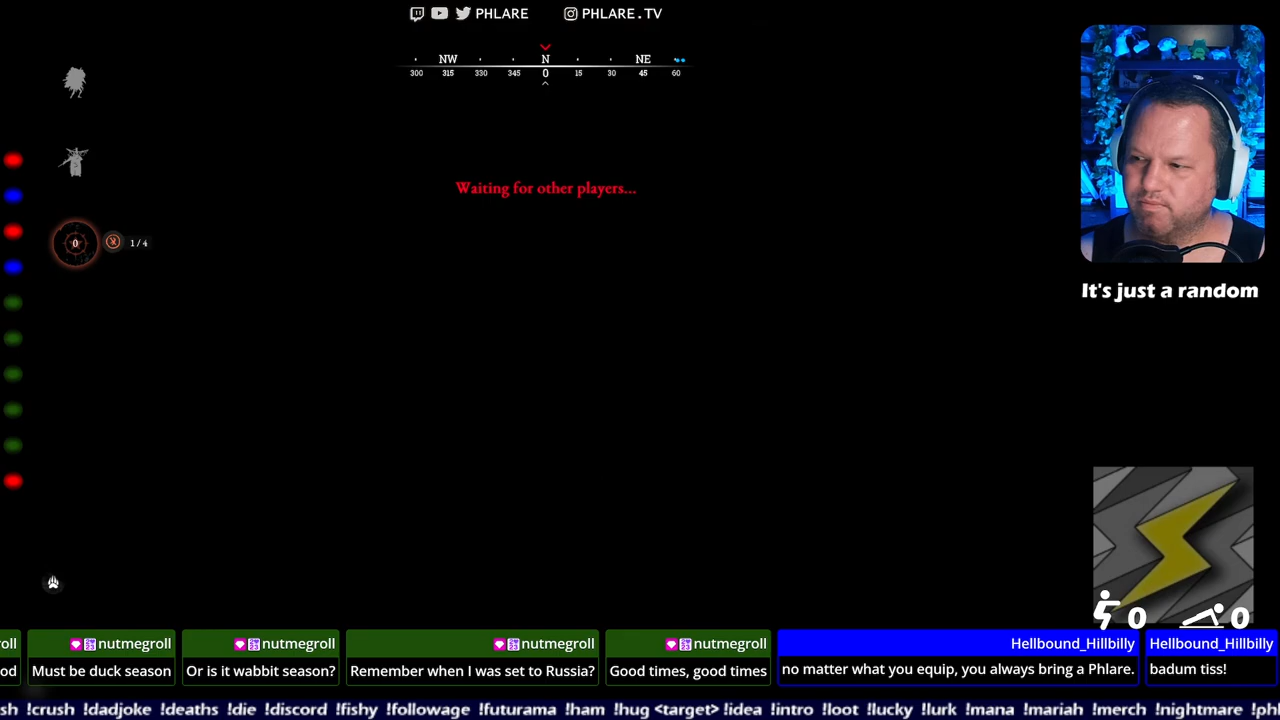 PHLARE PHLARE.TV
NW N NE
300 315 330 345 0 15 30 45 60
Waiting for other players...
0 1/4
It's just a random
0 0
roll nutmegroll nutmegroll nutmegroll nutmegroll Hellbound_Hillbilly Hellbound_Hillbilly
od Must be duck season Or is it wabbit season? Remember when I was set to Russia? Good times, good times no matter what you equip, you always bring a Phlare. badum tiss!
sh !crush !dadjoke !deaths !die !discord !fishy !followage !futurama !ham !hug <target> !idea !intro !loot !lucky !lurk !mana !mariah !merch !nightmare !phl